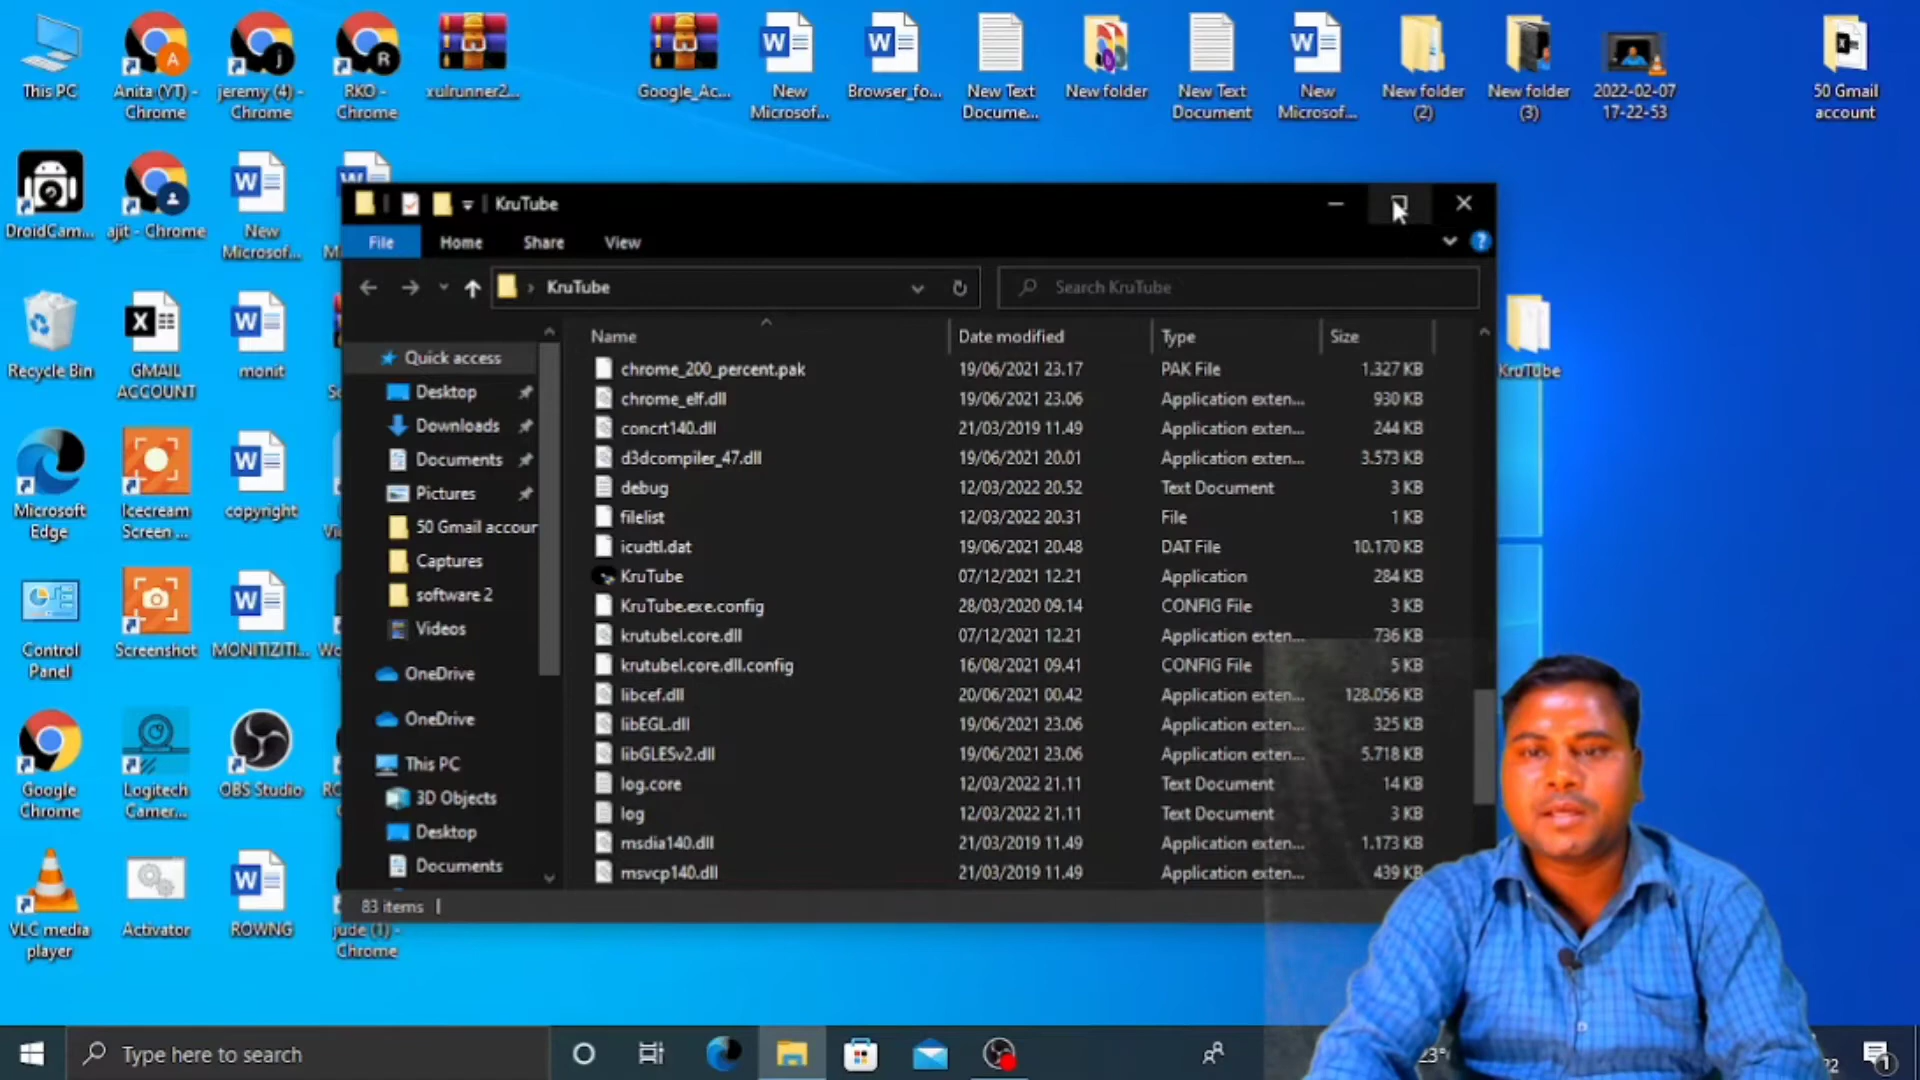 This PC
Anita (YT) -
Chrome
jeremy (4) -
Chrome
RKO -
Chrome
xulrunner2...
Google_Ac...
New
Microsof...
Browser_fo...
New Text
Docume...
New folder
New Text
Document
New
Microsof...
New folder
(2)
New folder
(3)
2022-02-07
17-22-53
50 Gmail
account
DroidCam...
ajit - Chrome
New
Microsof...
Recycle Bin
GMAIL
ACCOUNT
monit
Microsoft
Edge
Icecream
Screen ...
copyright
Control
Panel
Screenshot
MONITIZITI...
Google
Chrome
Logitech
Camer...
OBS Studio
VLC media
player
Activator
ROWNG
jude (1) -
Chrome
KruTube
KruTube
File Home Share View
KruTube
Search KruTube
Quick access
Desktop
Downloads
Documents
Pictures
50 Gmail accour
Captures
software 2
Videos
OneDrive
OneDrive
This PC
3D Objects
Desktop
Documents
Name Date modified Type Size
chrome_200_percent.pak 19/06/2021 23.17 PAK File 1.327 KB
chrome_elf.dll 19/06/2021 23.06 Application exten... 930 KB
concrt140.dll 21/03/2019 11.49 Application exten... 244 KB
d3dcompiler_47.dll 19/06/2021 20.01 Application exten... 3.573 KB
debug 12/03/2022 20.52 Text Document 3 KB
filelist 12/03/2022 20.31 File 1 KB
icudtl.dat 19/06/2021 20.48 DAT File 10.170 KB
KruTube 07/12/2021 12.21 Application 284 KB
KruTube.exe.config 28/03/2020 09.14 CONFIG File 3 KB
krutubel.core.dll 07/12/2021 12.21 Application exten... 736 KB
krutubel.core.dll.config 16/08/2021 09.41 CONFIG File 5 KB
libcef.dll 20/06/2021 00.42 Application exten... 128.056 KB
libEGL.dll 19/06/2021 23.06 Application exten... 325 KB
libGLESv2.dll 19/06/2021 23.06 Application exten... 5.718 KB
log.core 12/03/2022 21.11 Text Document 14 KB
log 12/03/2022 21.11 Text Document 3 KB
msdia140.dll 21/03/2019 11.49 Application exten... 1.173 KB
msvcp140.dll 21/03/2019 11.49 Application exten... 439 KB
83 items
Type here to search
23°